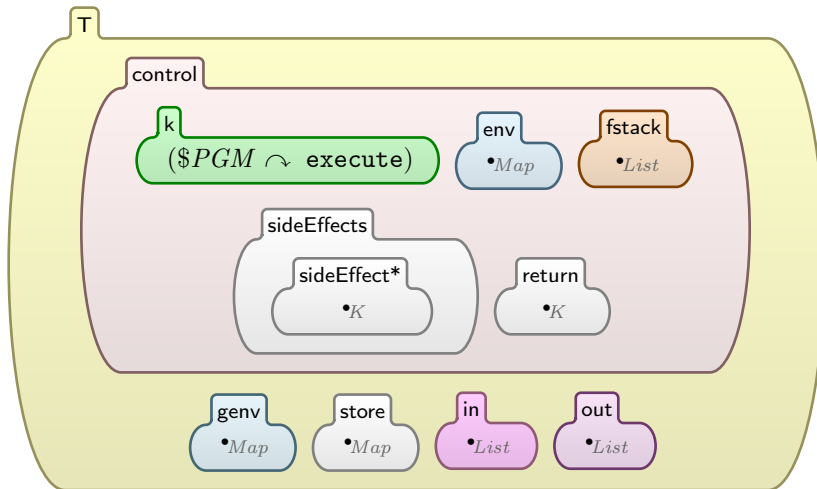 T
control
k env fstack
($PGM ↷ execute) •Map •List
sideEffects
sideEffect* return
•K •K
genv store in out
•Map •Map •List •List